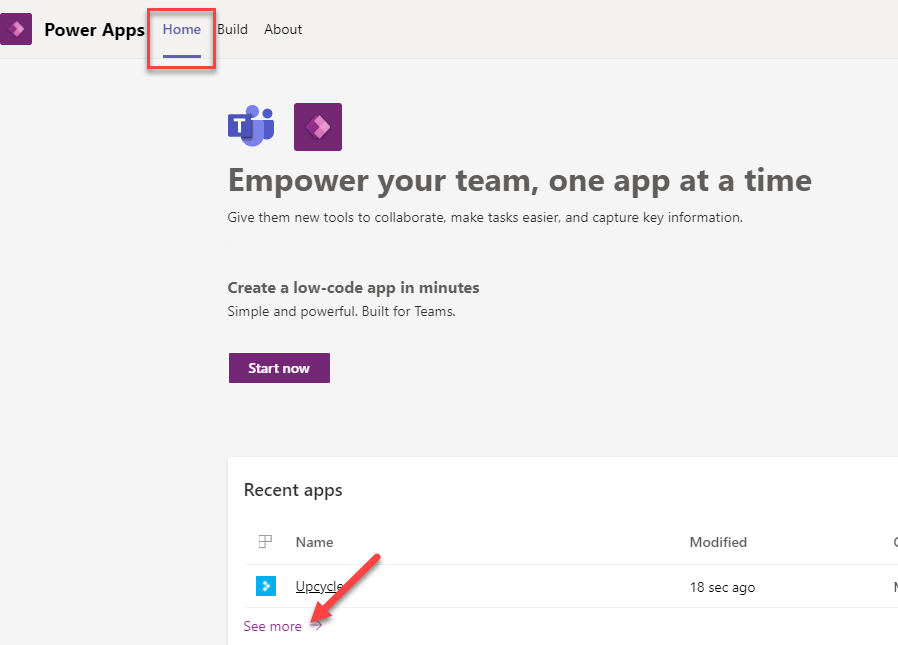 Power Apps Home Build About
T
Empower your team, one app at a time
Give them new tools to collaborate, make tasks easier, and capture key information.
Create a low-code app in minutes
Simple and powerful. Built for Teams.
Start now
Recent apps
Name Modified
Upcycle 18 sec ago
See more →